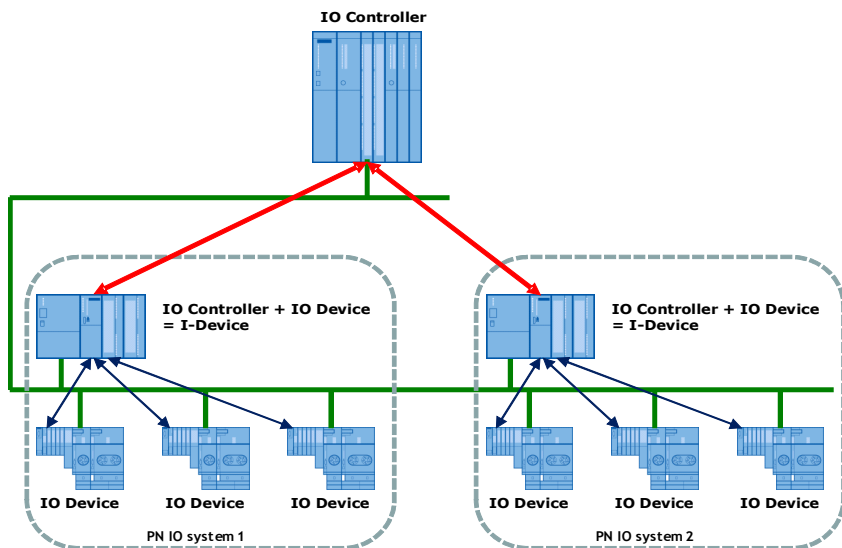 IO Controller
IO Controller + IO Device
= I-Device
IO Controller + IO Device
= I-Device
IO Device
IO Device
IO Device
IO Device
IO Device
IO Device
PN IO system 1
PN IO system 2